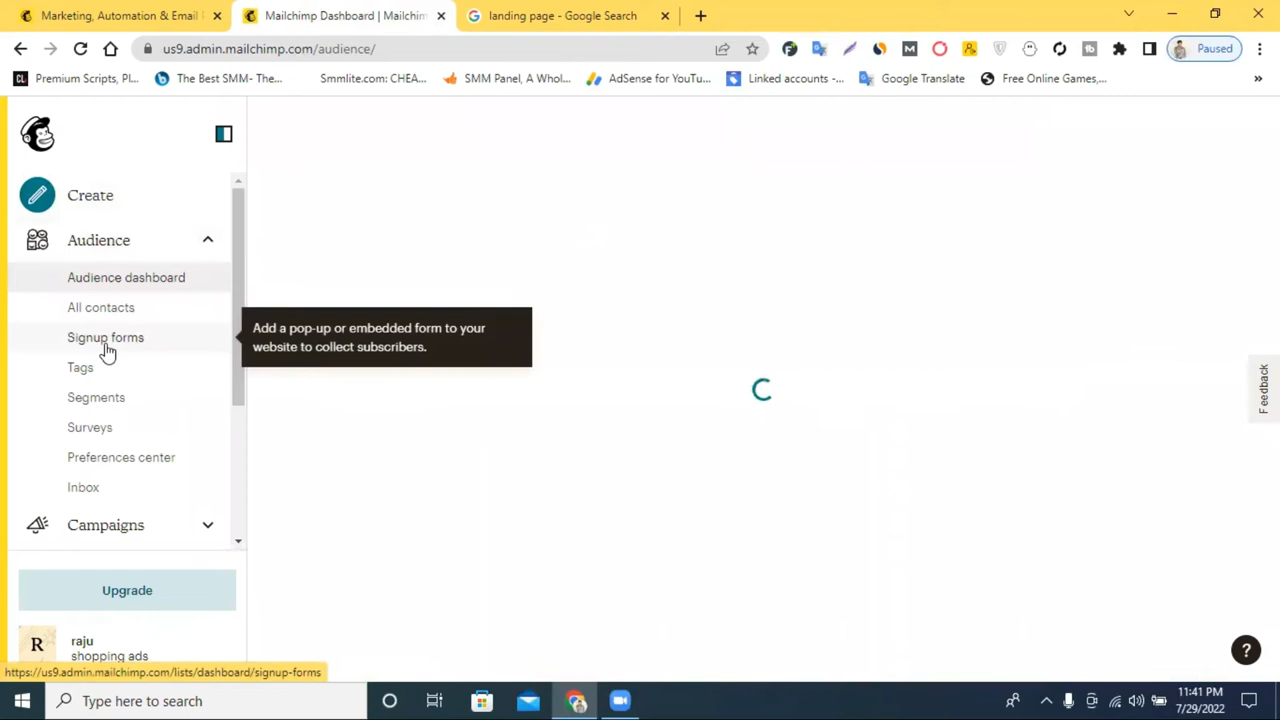 Marketing, Automation & Email
Mailchimp Dashboard | Mailchim
landing page - Google Search
us9.admin.mailchimp.com/audience/
Paused
Premium Scripts, Pl...
The Best SMM- The...
Smmlite.com: CHEA...
SMM Panel, A Whol...
AdSense for YouTu...
Linked accounts -...
Google Translate
Free Online Games,...
Create
Audience
Audience dashboard
All contacts
Signup forms
Add a pop-up or embedded form to your
website to collect subscribers.
Tags
Segments
Surveys
Preferences center
Inbox
Campaigns
Feedback
Upgrade
R
raju
shopping ads
?
https://us9.admin.mailchimp.com/lists/dashboard/signup-forms
Type here to search
11:41 PM
7/29/2022